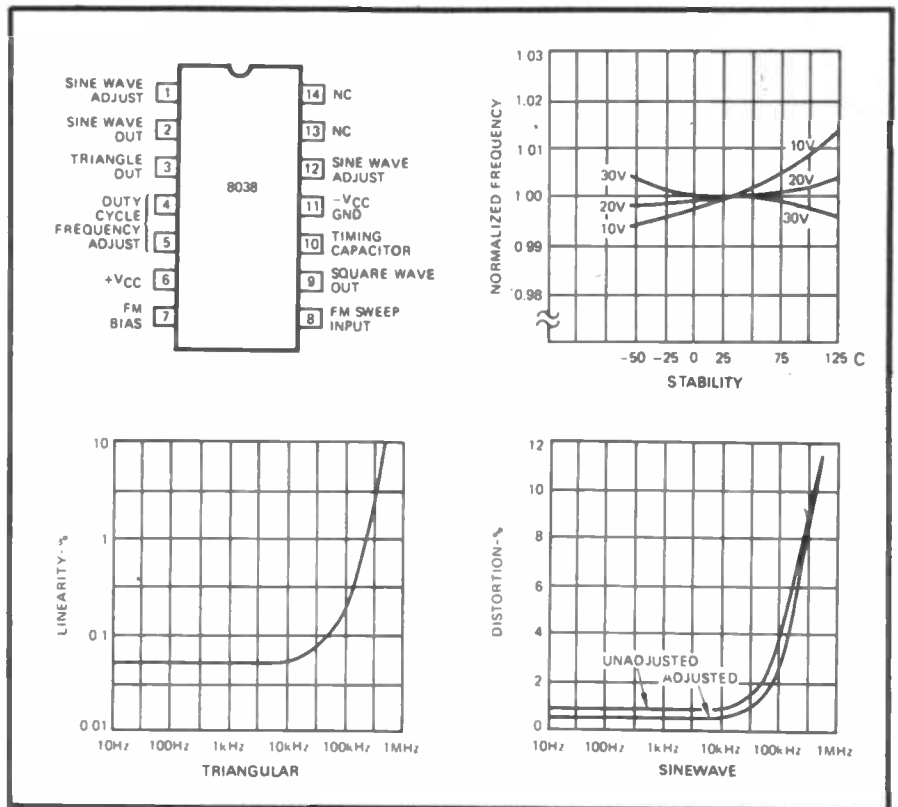 SINE WAVE
ADJUST
1
SINE WAVE
OUT
2
TRIANGLE
OUT
3
DUTY
CYCLE
FREQUENCY
ADJUST
4
5
+VCC
6
FM
BIAS
7
8038
14 NC
13 NC
12 SINE WAVE
ADJUST
11 -VCC
GND
10 TIMING
CAPACITOR
9 SQUARE WAVE
OUT
8 FM SWEEP
INPUT
NORMALIZED FREQUENCY
1 03
1.02
1 01
1.00
0.99
0.98
30V
20V
10V
10V
20V
30V
-50 -25 0 25 75 125 C
STABILITY
LINEARITY-%
10
1
0 1
0 01
10Hz 100Hz 1kHz 10kHz 100kHz 1MHz
TRIANGULAR
DISTORTION-%
12
10
8
6
4
2
0
UNADJUSTED
ADJUSTED
10Hz 100Hz 1kHz 10kHz 100kHz 1MHz
SINEWAVE